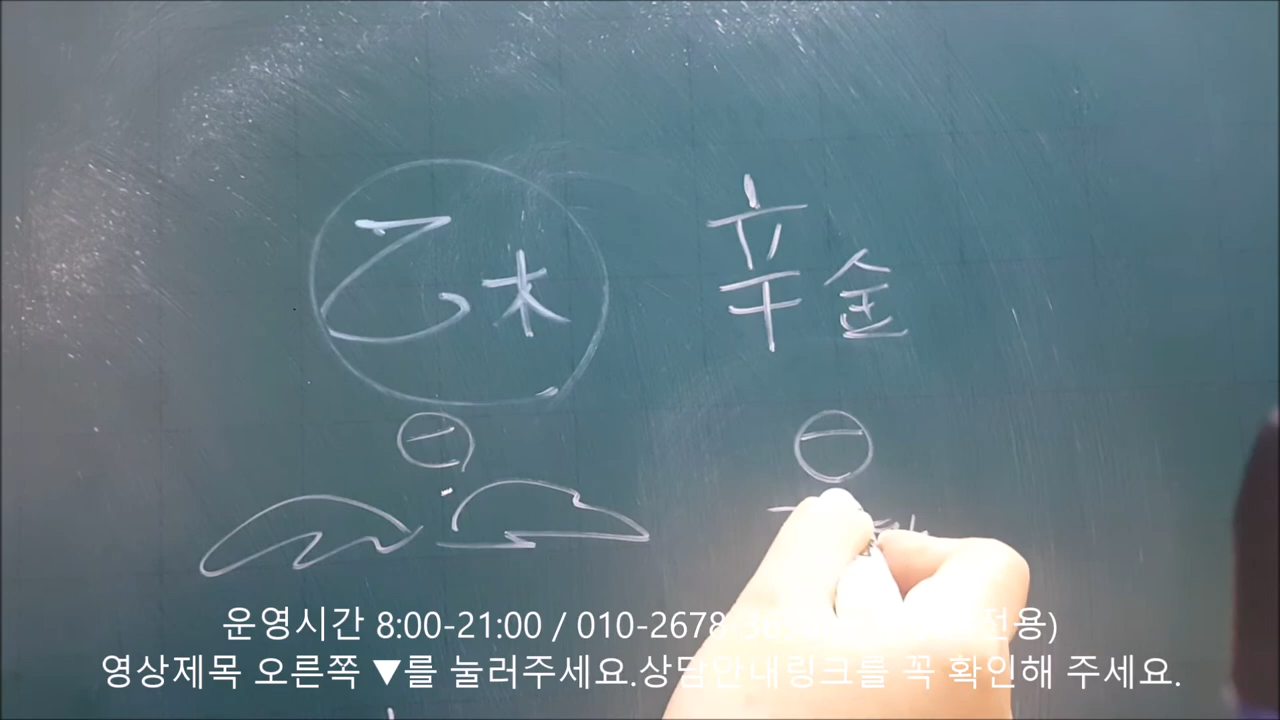 乙木 辛金
㊀ ㊀
운영시간 8:00-21:00 / 010-2678 전용)
영상제목 오른쪽 ▼를 눌러주세요.상담안내링크를 꼭 확인해 주세요.